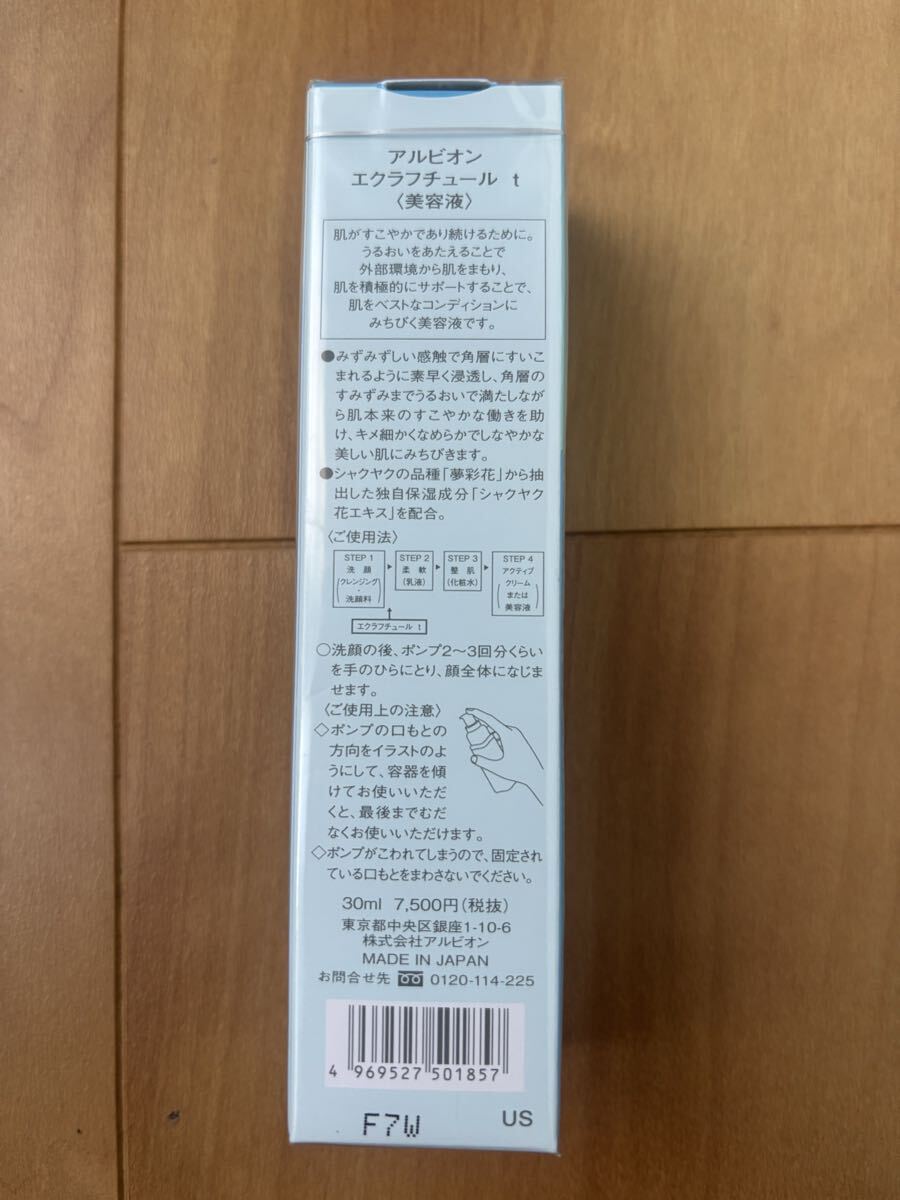 アルビオン
エクラフチュール t
〈美容液〉
肌がすこやかであり続けるために。
うるおいをあたえることで
外部環境から肌をまもり、
肌を積極的にサポートすることで、
肌をベストなコンディションに
みちびく美容液です。
●みずみずしい感触で角層にすいこ
まれるように素早く浸透し、角層の
すみずみまでうるおいで満たしなが
ら肌本来のすこやかな働きを助
け、キメ細かくなめらかでしなやかな
美しい肌にみちびきます。
●シャクヤクの品種「夢彩花」から抽
出した独自保湿成分「シャクヤク
花エキス」を配合。
〈ご使用法〉
STEP 1
洗顔
(クレンジング・
洗顔料)
STEP 2
柔軟
(乳液)
STEP 3
整肌
(化粧水)
STEP 4
アクティブ
クリーム
または
美容液
エクラフチュール t
○洗顔の後、ポンプ2〜3回分くらい
を手のひらにとり、顔全体になじま
せます。
〈ご使用上の注意〉
◇ポンプの口もとの
方向をイラストのよ
うにして、容器を傾
けてお使いいただ
くと、最後までむだ
なくお使いいただけます。
◇ポンプがこわれてしまうので、固定され
ている口もとをまわさないでください。
30ml 7,500円(税抜)
東京都中央区銀座1-10-6
株式会社アルビオン
MADE IN JAPAN
お問合せ先 0120-114-225
4 969527 501857
F7W
US